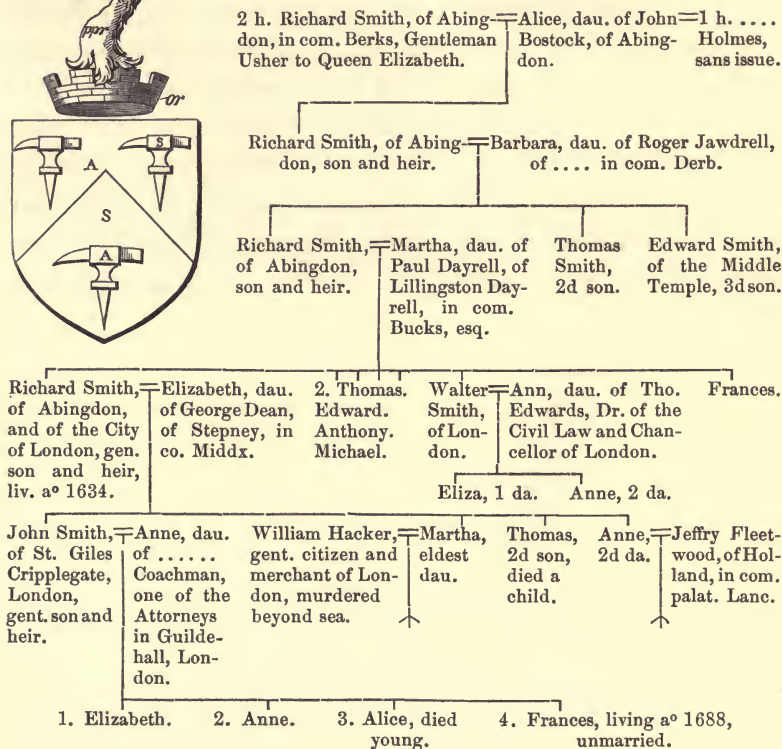 2 h. Richard Smith, of Abing-
don, in com. Berks, Gentleman
Usher to Queen Elizabeth.
Alice, dau. of John
Bostock, of Abing-
don.
1 h. ....
Holmes,
sans issue.
ppr.
or.
S
A
S
A
Richard Smith, of Abing-
don, son and heir.
Barbara, dau. of Roger Jawdrell,
of .... in com. Derb.
Richard Smith,
of Abingdon,
son and heir.
Martha, dau. of
Paul Dayrell, of
Lillingston Day-
rell, in com.
Bucks, esq.
Thomas
Smith,
2d son.
Edward Smith,
of the Middle
Temple, 3d son.
Richard Smith,
of Abingdon,
and of the City
of London, gen.
son and heir,
liv. aº 1634.
Elizabeth, dau.
of George Dean,
of Stepney, in
co. Middx.
2. Thomas.
Edward.
Anthony.
Michael.
Walter
Smith,
of Lon-
don.
Ann, dau. of Tho.
Edwards, Dr. of the
Civil Law and Chan-
cellor of London.
Frances.
Eliza, 1 da.
Anne, 2 da.
John Smith,
of St. Giles
Cripplegate,
London,
gent. son and
heir.
Anne, dau.
of ......
Coachman,
one of the
Attorneys
in Guilde-
hall, Lon-
don.
William Hacker,
gent. citizen and
merchant of Lon-
don, murdered
beyond sea.
Martha,
eldest
dau.
Thomas,
2d son,
died a
child.
Anne,
2d da.
Jeffry Fleet-
wood, of Hol-
land, in com.
palat. Lanc.
1. Elizabeth.
2. Anne.
3. Alice, died
young.
4. Frances, living aº 1688,
unmarried.